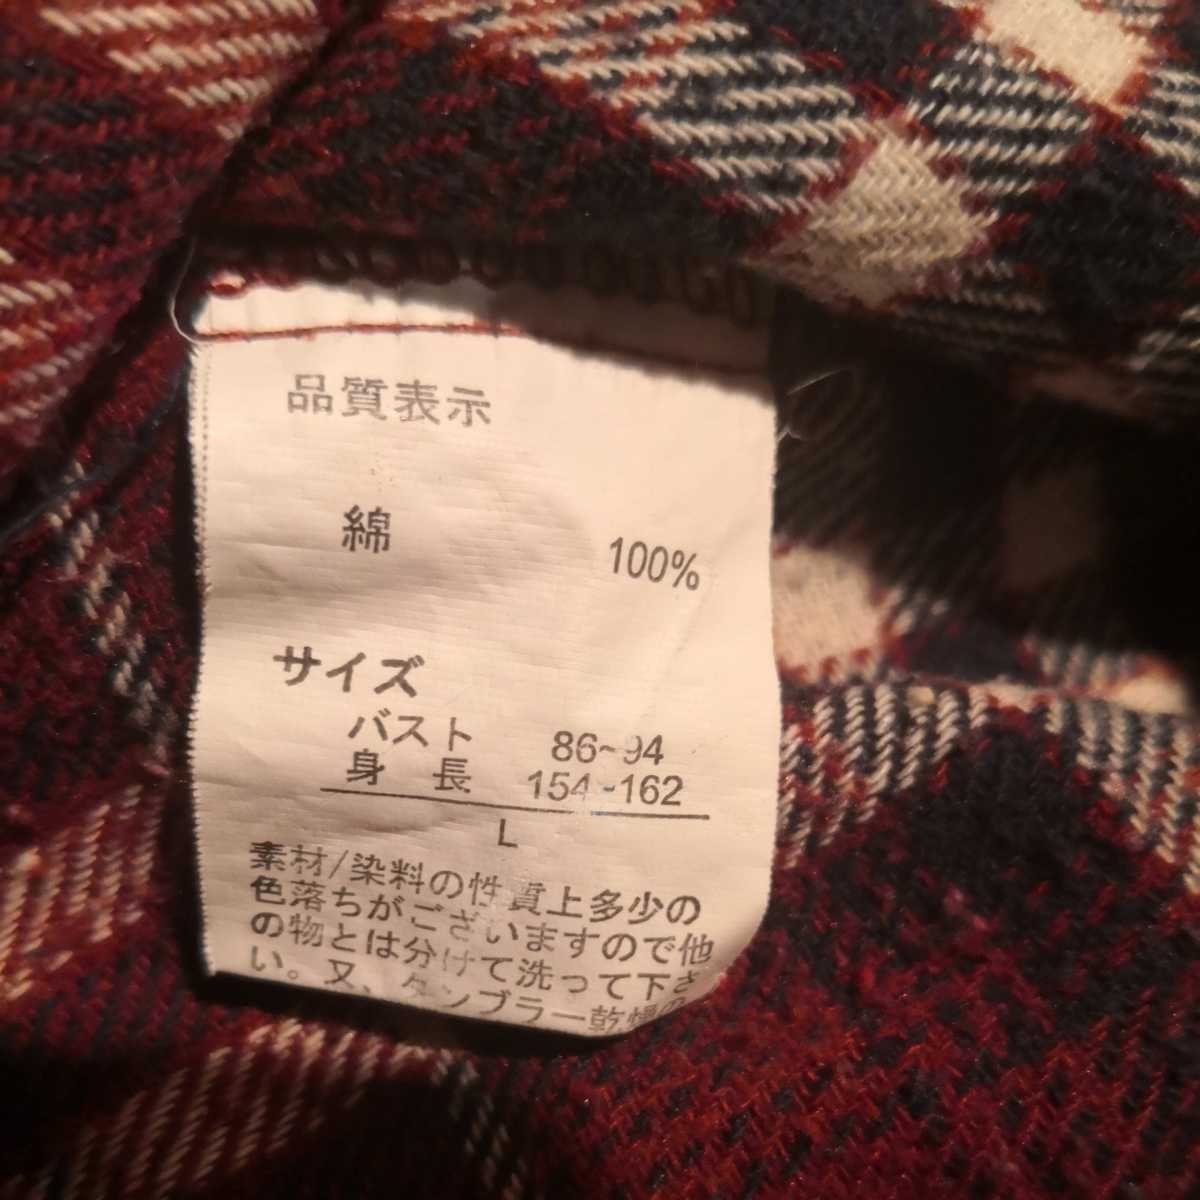 品質表示
綿 100%
サイズ
バスト 86~94
身長 154~162
L
素材/染料の性質上多少の
色落ちがございますので他
の物とは分けて洗って下さ
い。又、タンブラー乾燥の